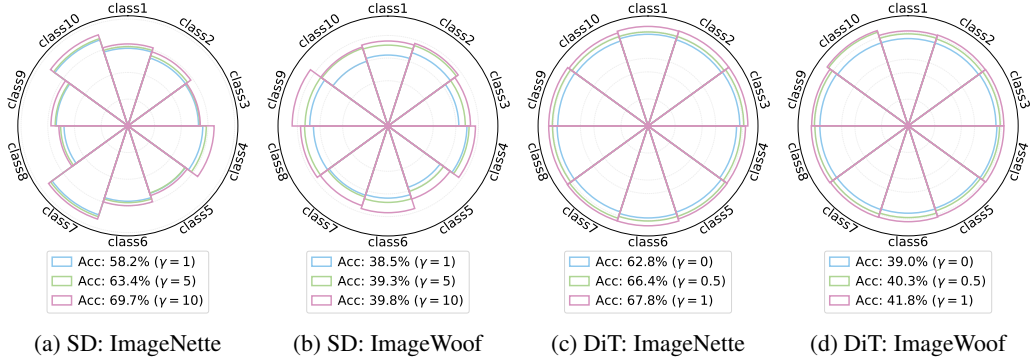 class1
class2
class3
class4
class5
class6
class7
class8
class9
class10
Acc: 58.2% (γ = 1)
Acc: 63.4% (γ = 5)
Acc: 69.7% (γ = 10)
(a) SD: ImageNette
class1
class2
class3
class4
class5
class6
class7
class8
class9
class10
Acc: 38.5% (γ = 1)
Acc: 39.3% (γ = 5)
Acc: 39.8% (γ = 10)
(b) SD: ImageWoof
class1
class2
class3
class4
class5
class6
class7
class8
class9
class10
Acc: 62.8% (γ = 0)
Acc: 66.4% (γ = 0.5)
Acc: 67.8% (γ = 1)
(c) DiT: ImageNette
class1
class2
class3
class4
class5
class6
class7
class8
class9
class10
Acc: 39.0% (γ = 0)
Acc: 40.3% (γ = 0.5)
Acc: 41.8% (γ = 1)
(d) DiT: ImageWoof